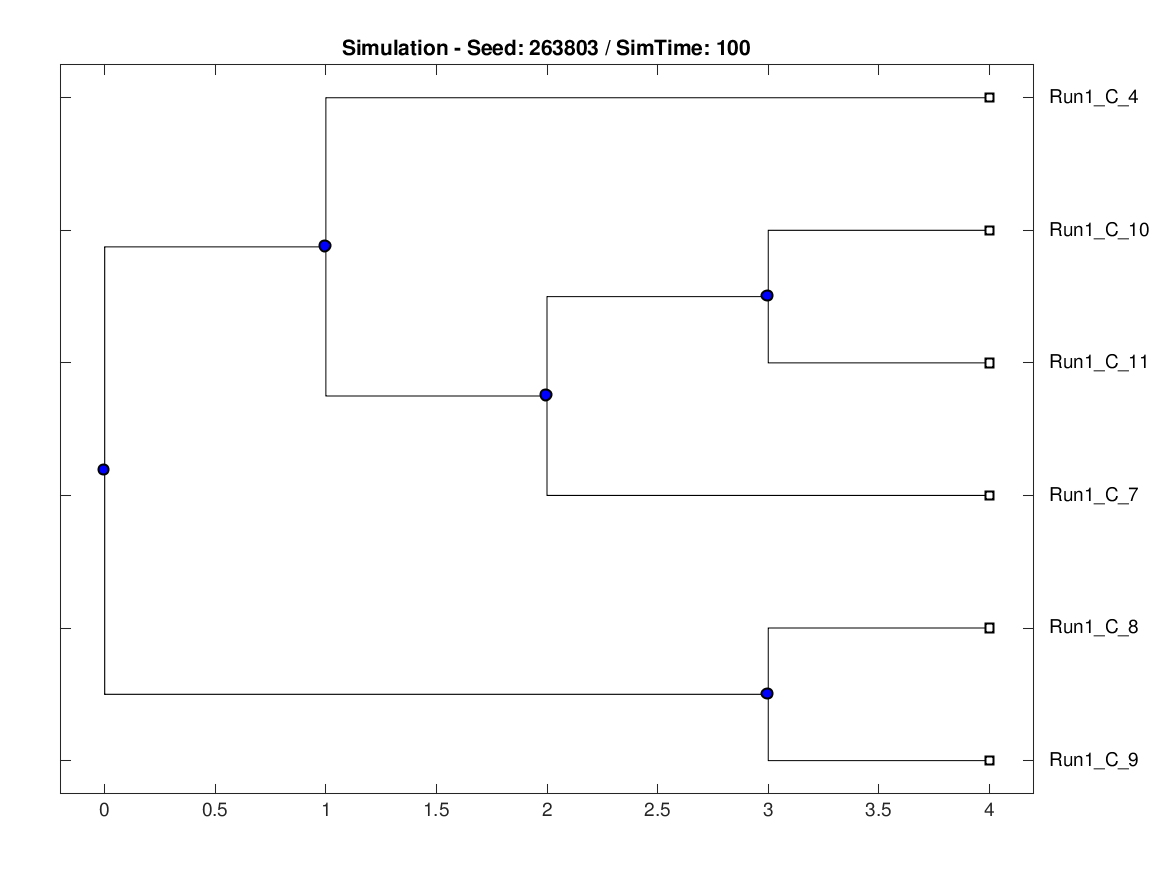 Simulation - Seed: 263803 / SimTime: 100
Run1_C_4
Run1_C_10
Run1_C_11
Run1_C_7
Run1_C_8
Run1_C_9
0 0.5 1 1.5 2 2.5 3 3.5 4